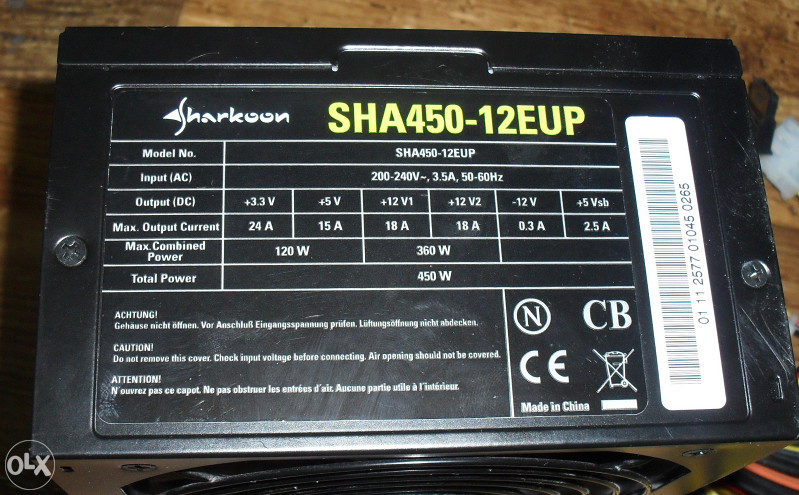 Sharkoon SHA450-12EUP
Model No. SHA450-12EUP
Input (AC) 200-240V~, 3.5A, 50-60Hz
Output (DC) +3.3 V +5 V +12 V1 +12 V2 -12 V +5 Vsb
Max. Output Current 24 A 15 A 18 A 18 A 0.3 A 2.5 A
Max.Combined Power 120 W 360 W
Total Power 450 W
ACHTUNG!
Gehäuse nicht öffnen. Vor Anschluß Eingangsspannung prüfen. Lüftungsöffnung nicht abdecken.
CAUTION!
Do not remove this cover. Check input voltage before connecting. Air opening should not be covered.
ATTENTION!
N'ouvrez pas ce capot. Ne pas obstruer les entrées d'air. Aucune partie utile à l'intérieur.
N CB
CE
Made in China
01 11 2577 01045 0265
OLX